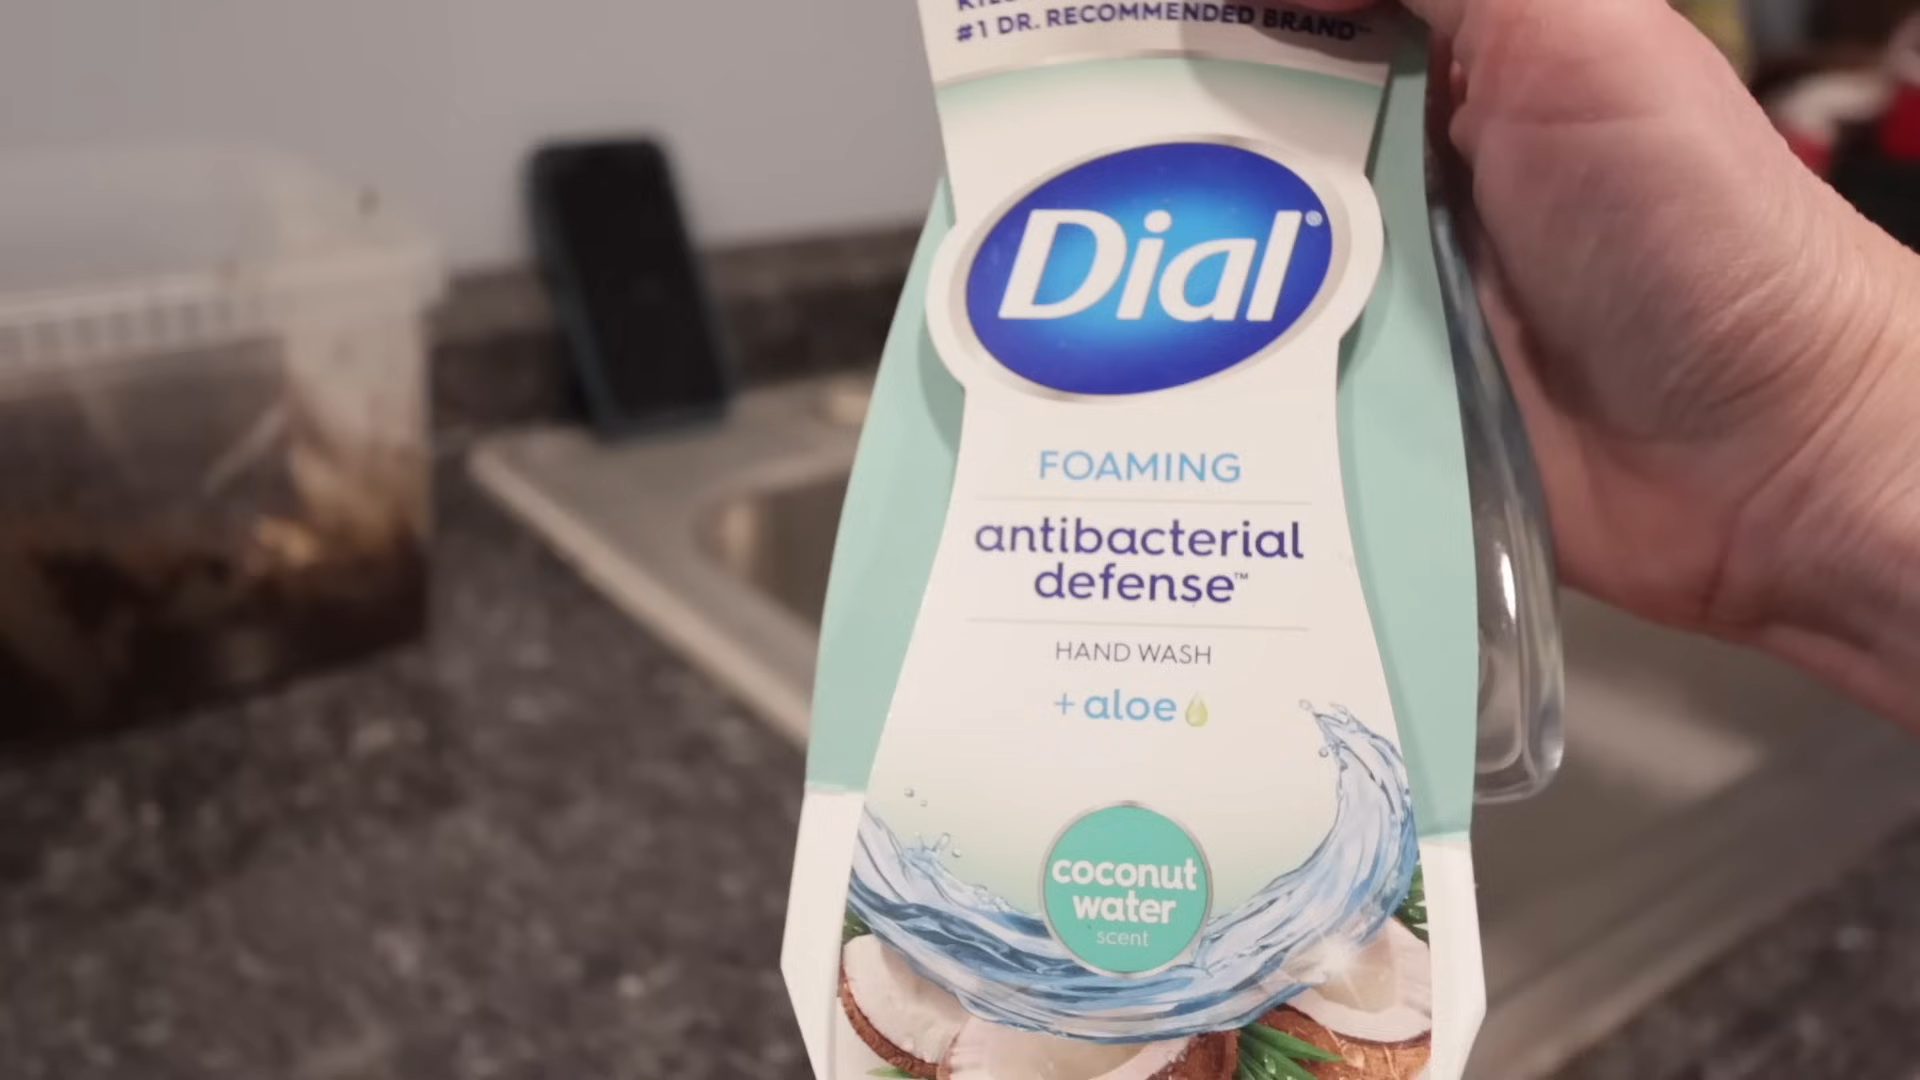 #1 DR. RECOMMENDED BRAND™
Dial®
FOAMING
antibacterial
defense™
HAND WASH
+ aloe
coconut
water
scent